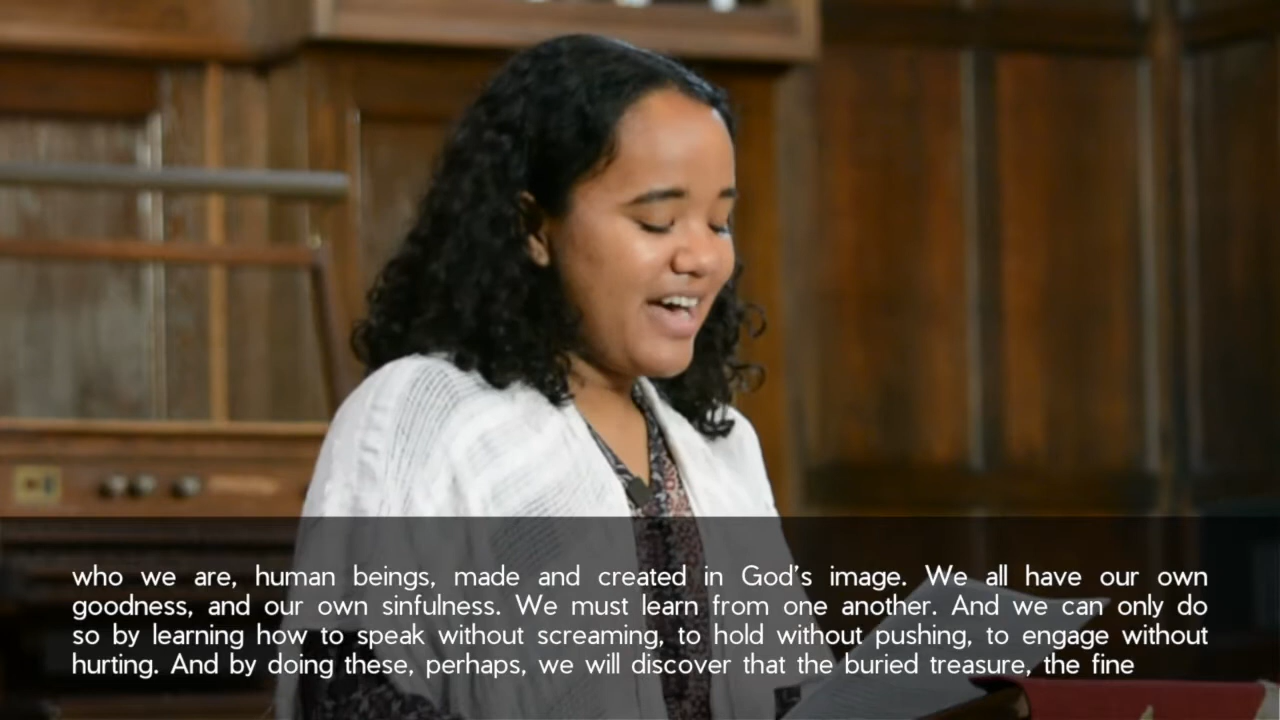 who we are, human beings, made and created in God's image. We all have our own
goodness, and our own sinfulness. We must learn from one another. And we can only do
so by learning how to speak without screaming, to hold without pushing, to engage without
hurting. And by doing these, perhaps, we will discover that the buried treasure, the fine